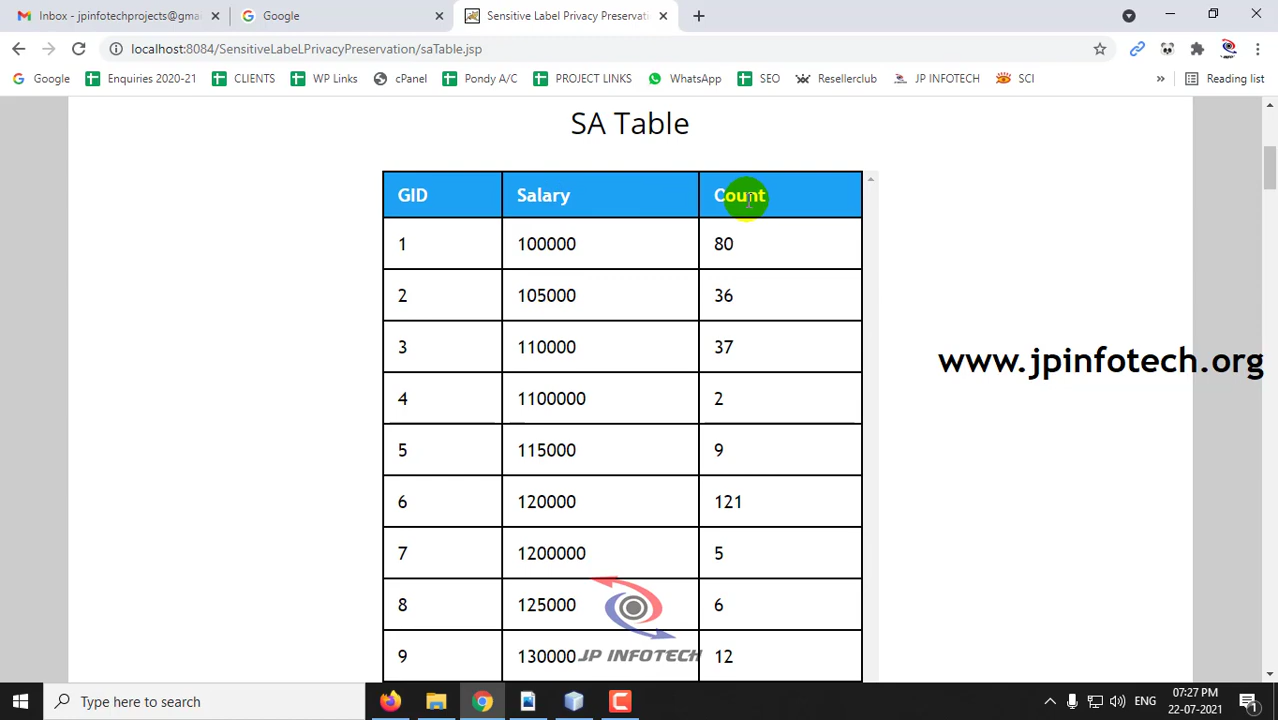 Inbox - jpinfotechprojects@gmai
Google
Sensitive Label Privacy Preservat
localhost:8084/SensitiveLabeLPrivacyPreservation/saTable.jsp
Google
Enquiries 2020-21
CLIENTS
WP Links
cPanel
Pondy A/C
PROJECT LINKS
WhatsApp
SEO
Resellerclub
JP INFOTECH
SCI
»
Reading list
SA Table
GID Salary Count
1 100000 80
2 105000 36
3 110000 37
4 1100000 2
5 115000 9
6 120000 121
7 1200000 5
8 125000 6
9 130000 12
www.jpinfotech.org
JP INFOTECH
Type here to search
ENG
07:27 PM
22-07-2021
1